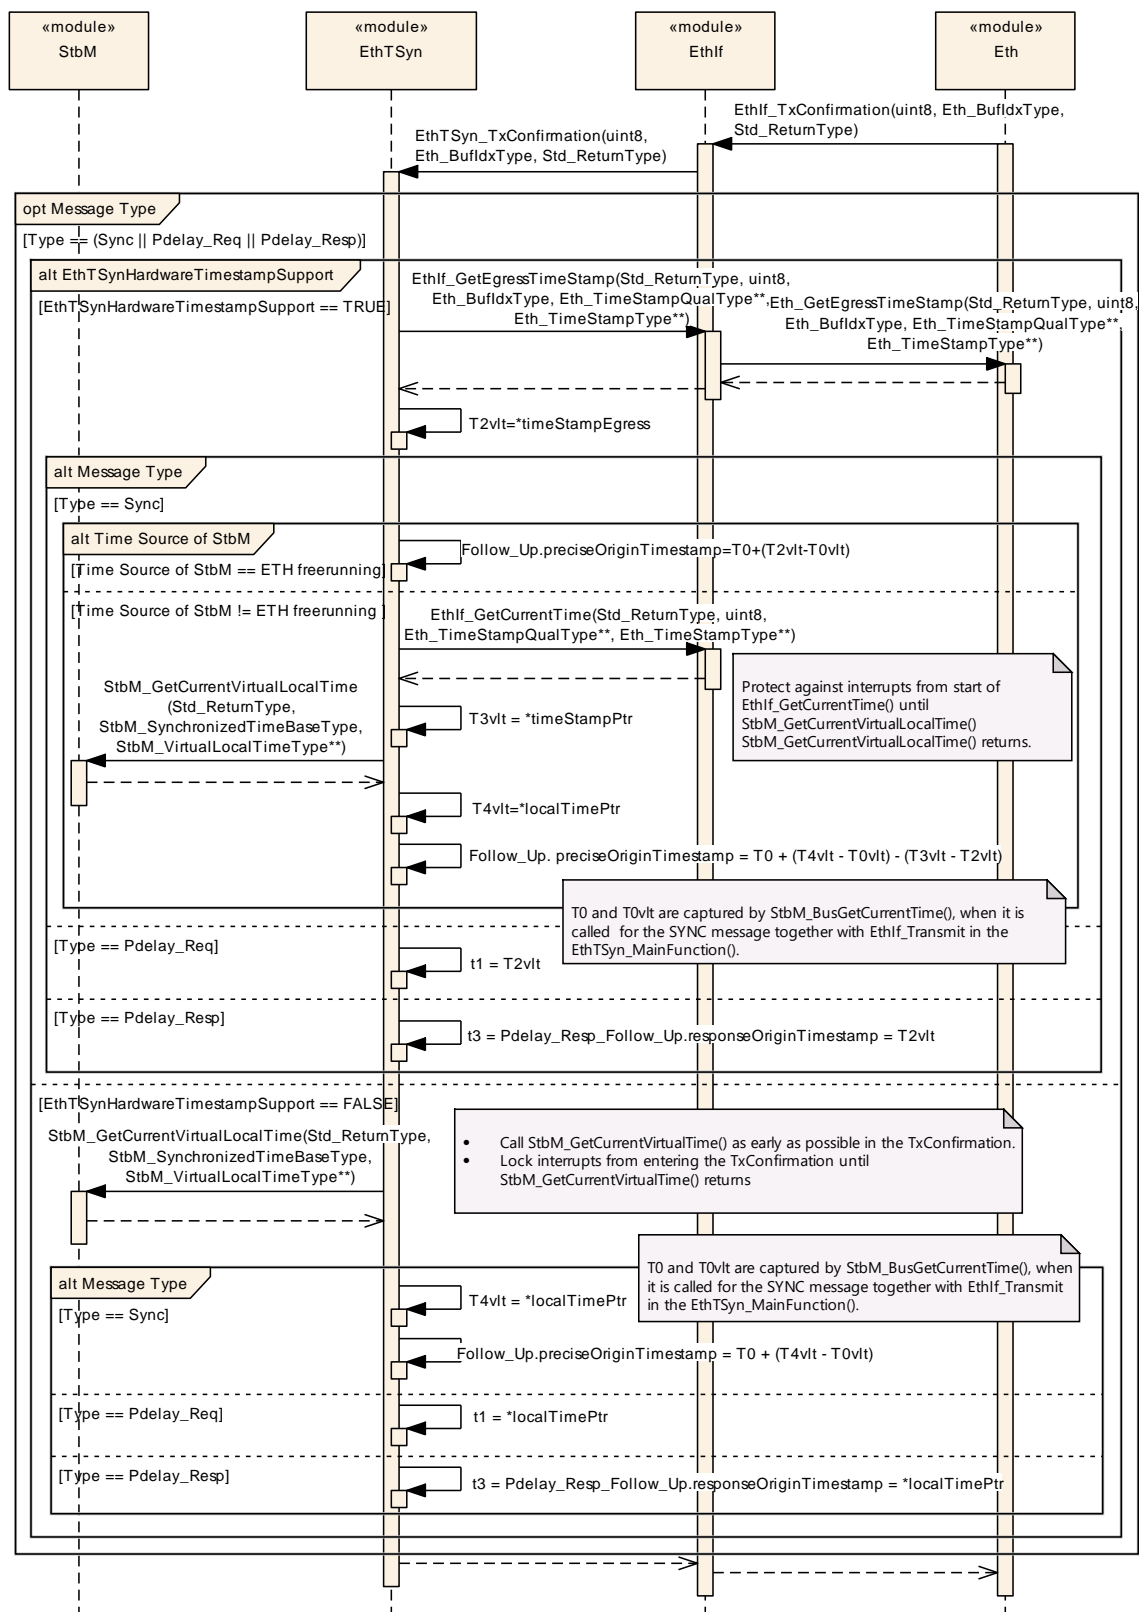 «module»
StbM
«module»
EthTSyn
«module»
EthIf
«module»
Eth
EthIf_TxConfirmation(uint8, Eth_BufIdxType,
Std_ReturnType)
EthTSyn_TxConfirmation(uint8,
Eth_BufIdxType, Std_ReturnType)
opt Message Type
[Type == (Sync || Pdelay_Req || Pdelay_Resp)]
alt EthTSynHardwareTimestampSupport
[EthTSynHardwareTimestampSupport == TRUE]
EthIf_GetEgressTimeStamp(Std_ReturnType, uint8,
Eth_BufIdxType, Eth_TimeStampQualType**,
Eth_TimeStampType**)
Eth_GetEgressTimeStamp(Std_ReturnType, uint8,
Eth_BufIdxType, Eth_TimeStampQualType**,
Eth_TimeStampType**)
T2vlt=*timeStampEgress
alt Message Type
[Type == Sync]
alt Time Source of StbM
[Time Source of StbM == ETH freerunning]
Follow_Up.preciseOriginTimestamp=T0+(T2vlt-T0vlt)
[Time Source of StbM != ETH freerunning ]
EthIf_GetCurrentTime(Std_ReturnType, uint8,
Eth_TimeStampQualType**, Eth_TimeStampType**)
Protect against interrupts from start of
EthIf_GetCurrentTime() until
StbM_GetCurrentVirtualLocalTime()
StbM_GetCurrentVirtualLocalTime() returns.
StbM_GetCurrentVirtualLocalTime
(Std_ReturnType,
StbM_SynchronizedTimeBaseType,
StbM_VirtualLocalTimeType**)
T3vlt = *timeStampPtr
T4vlt=*localTimePtr
Follow_Up. preciseOriginTimestamp = T0 + (T4vlt - T0vlt) - (T3vlt - T2vlt)
T0 and T0vlt are captured by StbM_BusGetCurrentTime(), when it is
called  for the SYNC message together with EthIf_Transmit in the
EthTSyn_MainFunction().
[Type == Pdelay_Req]
t1 = T2vlt
[Type == Pdelay_Resp]
t3 = Pdelay_Resp_Follow_Up.responseOriginTimestamp = T2vlt
[EthTSynHardwareTimestampSupport == FALSE]
StbM_GetCurrentVirtualLocalTime(Std_ReturnType,
StbM_SynchronizedTimeBaseType,
StbM_VirtualLocalTimeType**)
• Call StbM_GetCurrentVirtualTime() as early as possible in the TxConfirmation.
• Lock interrupts from entering the TxConfirmation until
StbM_GetCurrentVirtualTime() returns
T0 and T0vlt are captured by StbM_BusGetCurrentTime(), when
it is called for the SYNC message together with EthIf_Transmit
in the EthTSyn_MainFunction().
alt Message Type
[Type == Sync]
T4vlt = *localTimePtr
Follow_Up.preciseOriginTimestamp = T0 + (T4vlt - T0vlt)
[Type == Pdelay_Req]
t1 = *localTimePtr
[Type == Pdelay_Resp]
t3 = Pdelay_Resp_Follow_Up.responseOriginTimestamp = *localTimePtr